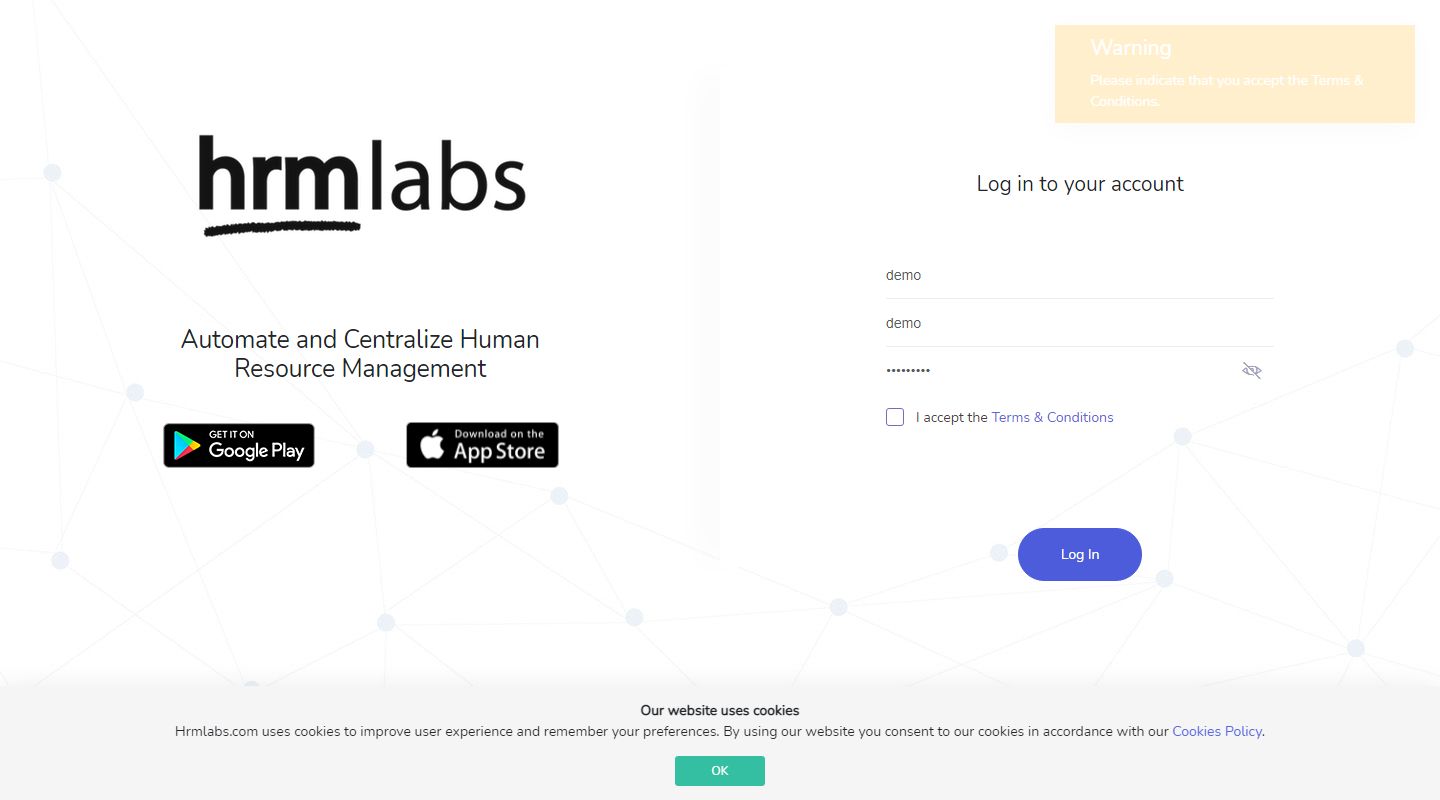 hrmlabs
Automate and Centralize Human
Resource Management
GET IT ON
Google Play
Download on the
App Store
Warning
Please indicate that you accept the Terms &
Conditions.
Log in to your account
demo
demo
•••••••••
I accept the Terms & Conditions
Log In
Our website uses cookies
Hrmlabs.com uses cookies to improve user experience and remember your preferences. By using our website you consent to our cookies in accordance with our Cookies Policy.
OK